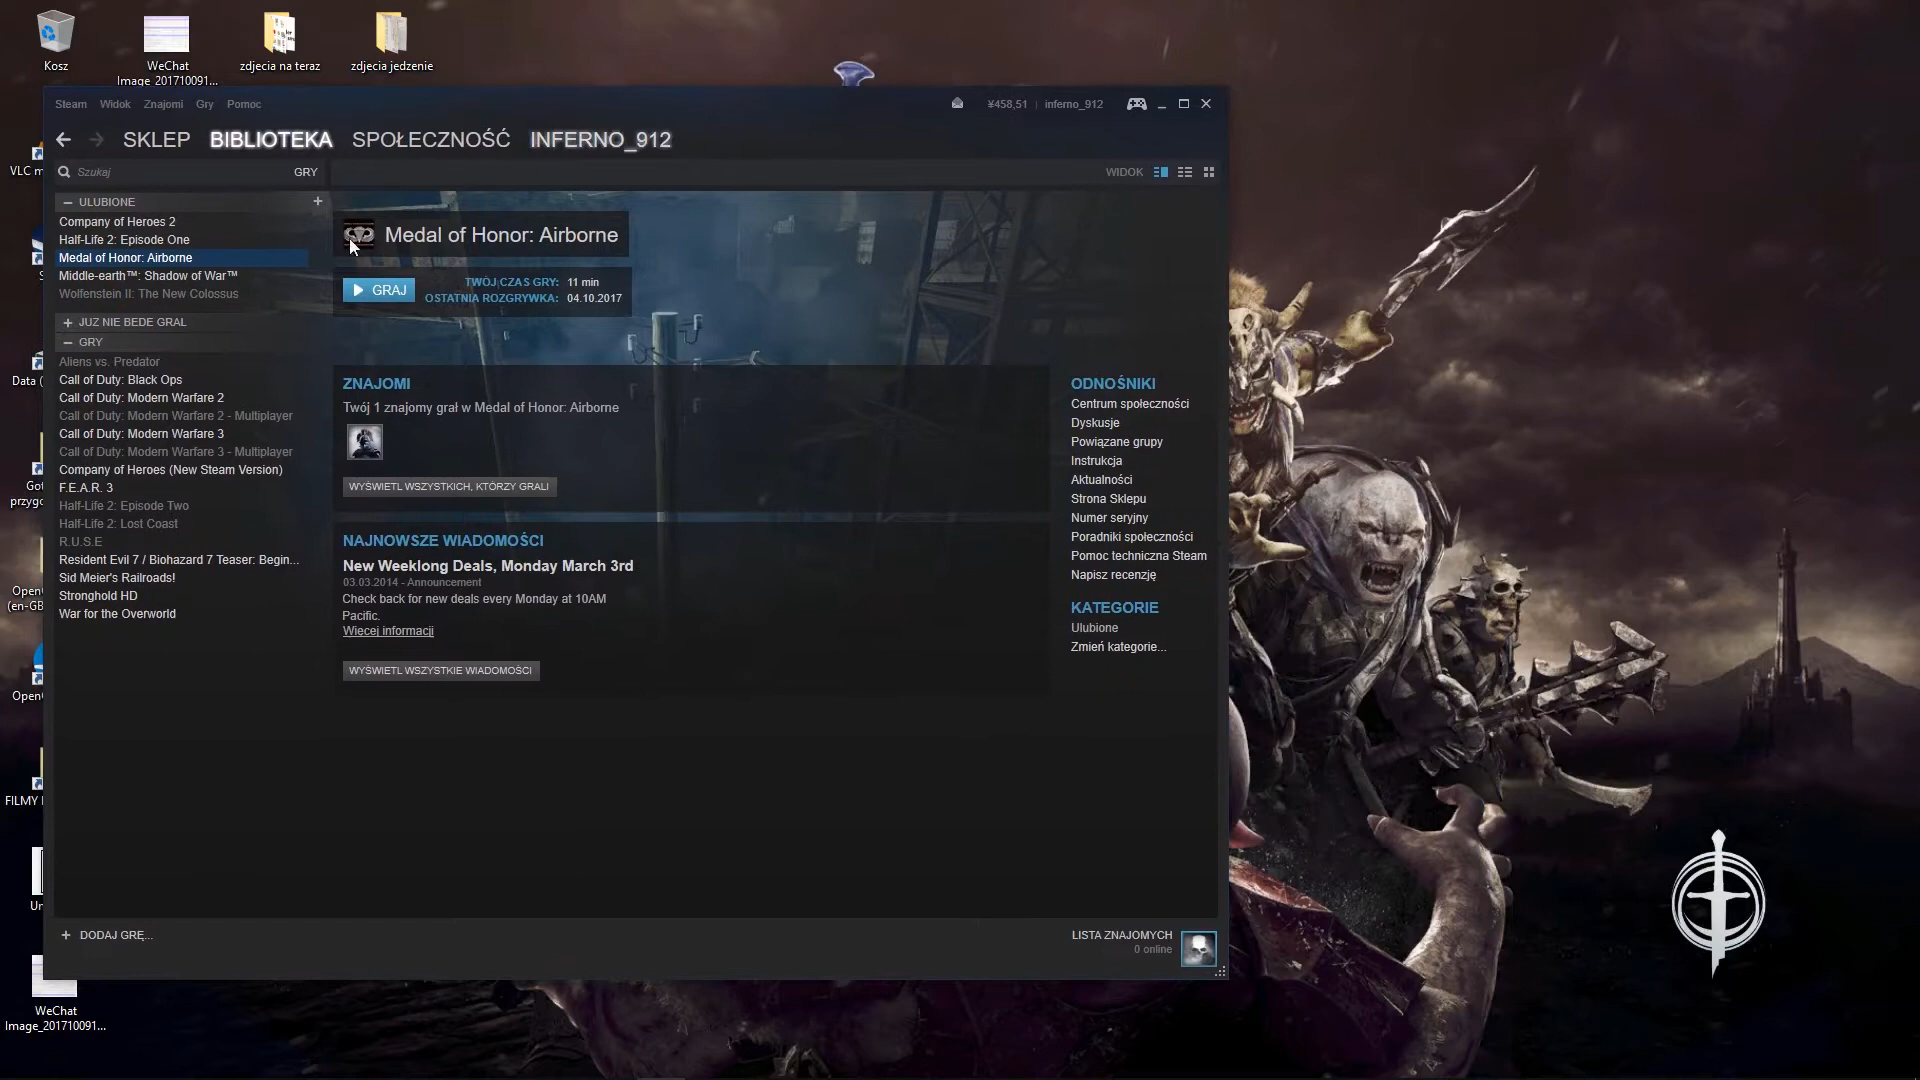 Kosz
WeChat
Image_201710091...
zdjecia na teraz
zdjecia jedzenie
Steam Widok Znajomi Gry Pomoc
¥458,51 | inferno_912
SKLEP BIBLIOTEKA SPOŁECZNOŚĆ INFERNO_912
VLC m
Szukaj
GRY
WIDOK
ULUBIONE
Company of Heroes 2
Half-Life 2: Episode One
Medal of Honor: Airborne
Middle-earth™: Shadow of War™
Wolfenstein II: The New Colossus
JUZ NIE BEDE GRAL
GRY
Aliens vs. Predator
Call of Duty: Black Ops
Call of Duty: Modern Warfare 2
Call of Duty: Modern Warfare 2 - Multiplayer
Call of Duty: Modern Warfare 3
Call of Duty: Modern Warfare 3 - Multiplayer
Company of Heroes (New Steam Version)
F.E.A.R. 3
Half-Life 2: Episode Two
Half-Life 2: Lost Coast
R.U.S.E
Resident Evil 7 / Biohazard 7 Teaser: Begin...
Sid Meier's Railroads!
Stronghold HD
War for the Overworld
Medal of Honor: Airborne
GRAJ
TWÓJ CZAS GRY: 11 min
OSTATNIA ROZGRYWKA: 04.10.2017
ZNAJOMI
Twój 1 znajomy grał w Medal of Honor: Airborne
WYŚWIETL WSZYSTKICH, KTÓRZY GRALI
NAJNOWSZE WIADOMOŚCI
New Weeklong Deals, Monday March 3rd
03.03.2014 - Announcement
Check back for new deals every Monday at 10AM
Pacific.
Więcej informacji
WYŚWIETL WSZYSTKIE WIADOMOŚCI
ODNOŚNIKI
Centrum społeczności
Dyskusje
Powiązane grupy
Instrukcja
Aktualności
Strona Sklepu
Numer seryjny
Poradniki społeczności
Pomoc techniczna Steam
Napisz recenzję
KATEGORIE
Ulubione
Zmień kategorie...
Data (
Got
przygo
Open
(en-GB
Open
FILMY
Un
DODAJ GRĘ...
LISTA ZNAJOMYCH
0 online
WeChat
Image_201710091...